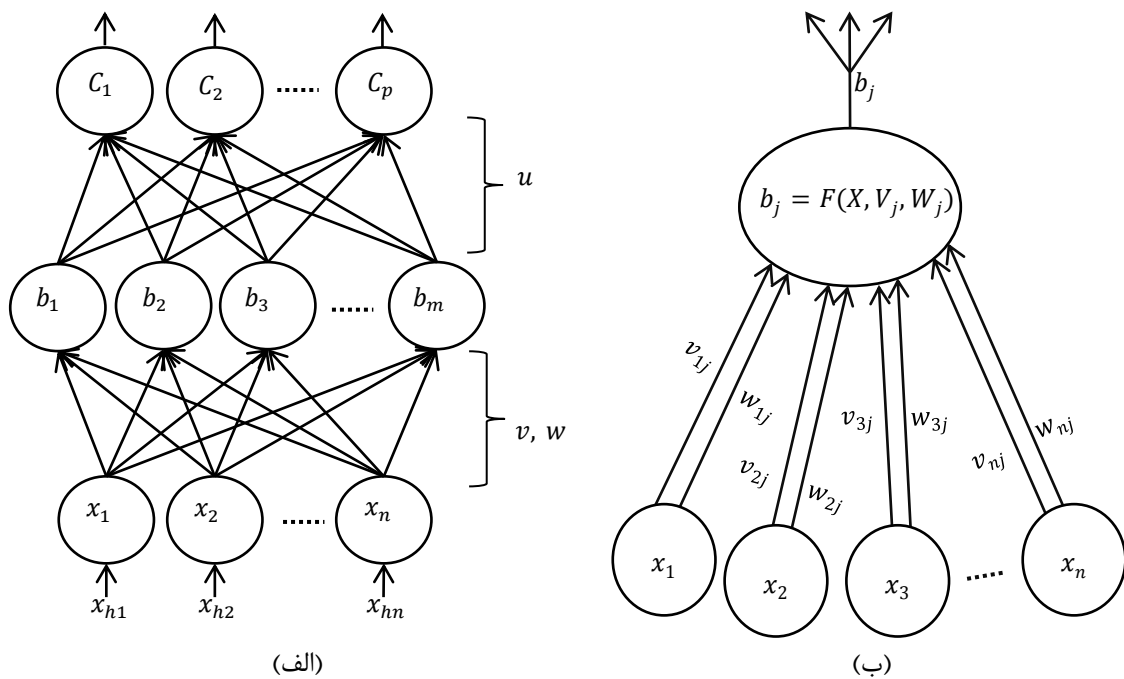 C₁ C₂ ........ Cₚ
u
b₁ b₂ b₃ ........ bₘ
v, w
x₁ x₂ ........ xₙ
xₕ₁ xₕ₂ xₕₙ
(الف)
bⱼ
bⱼ = F(X, Vⱼ, Wⱼ)
v₁ⱼ w₁ⱼ v₂ⱼ w₂ⱼ v₃ⱼ w₃ⱼ vₙⱼ wₙⱼ
x₁ x₂ x₃ ........ xₙ
(ب)